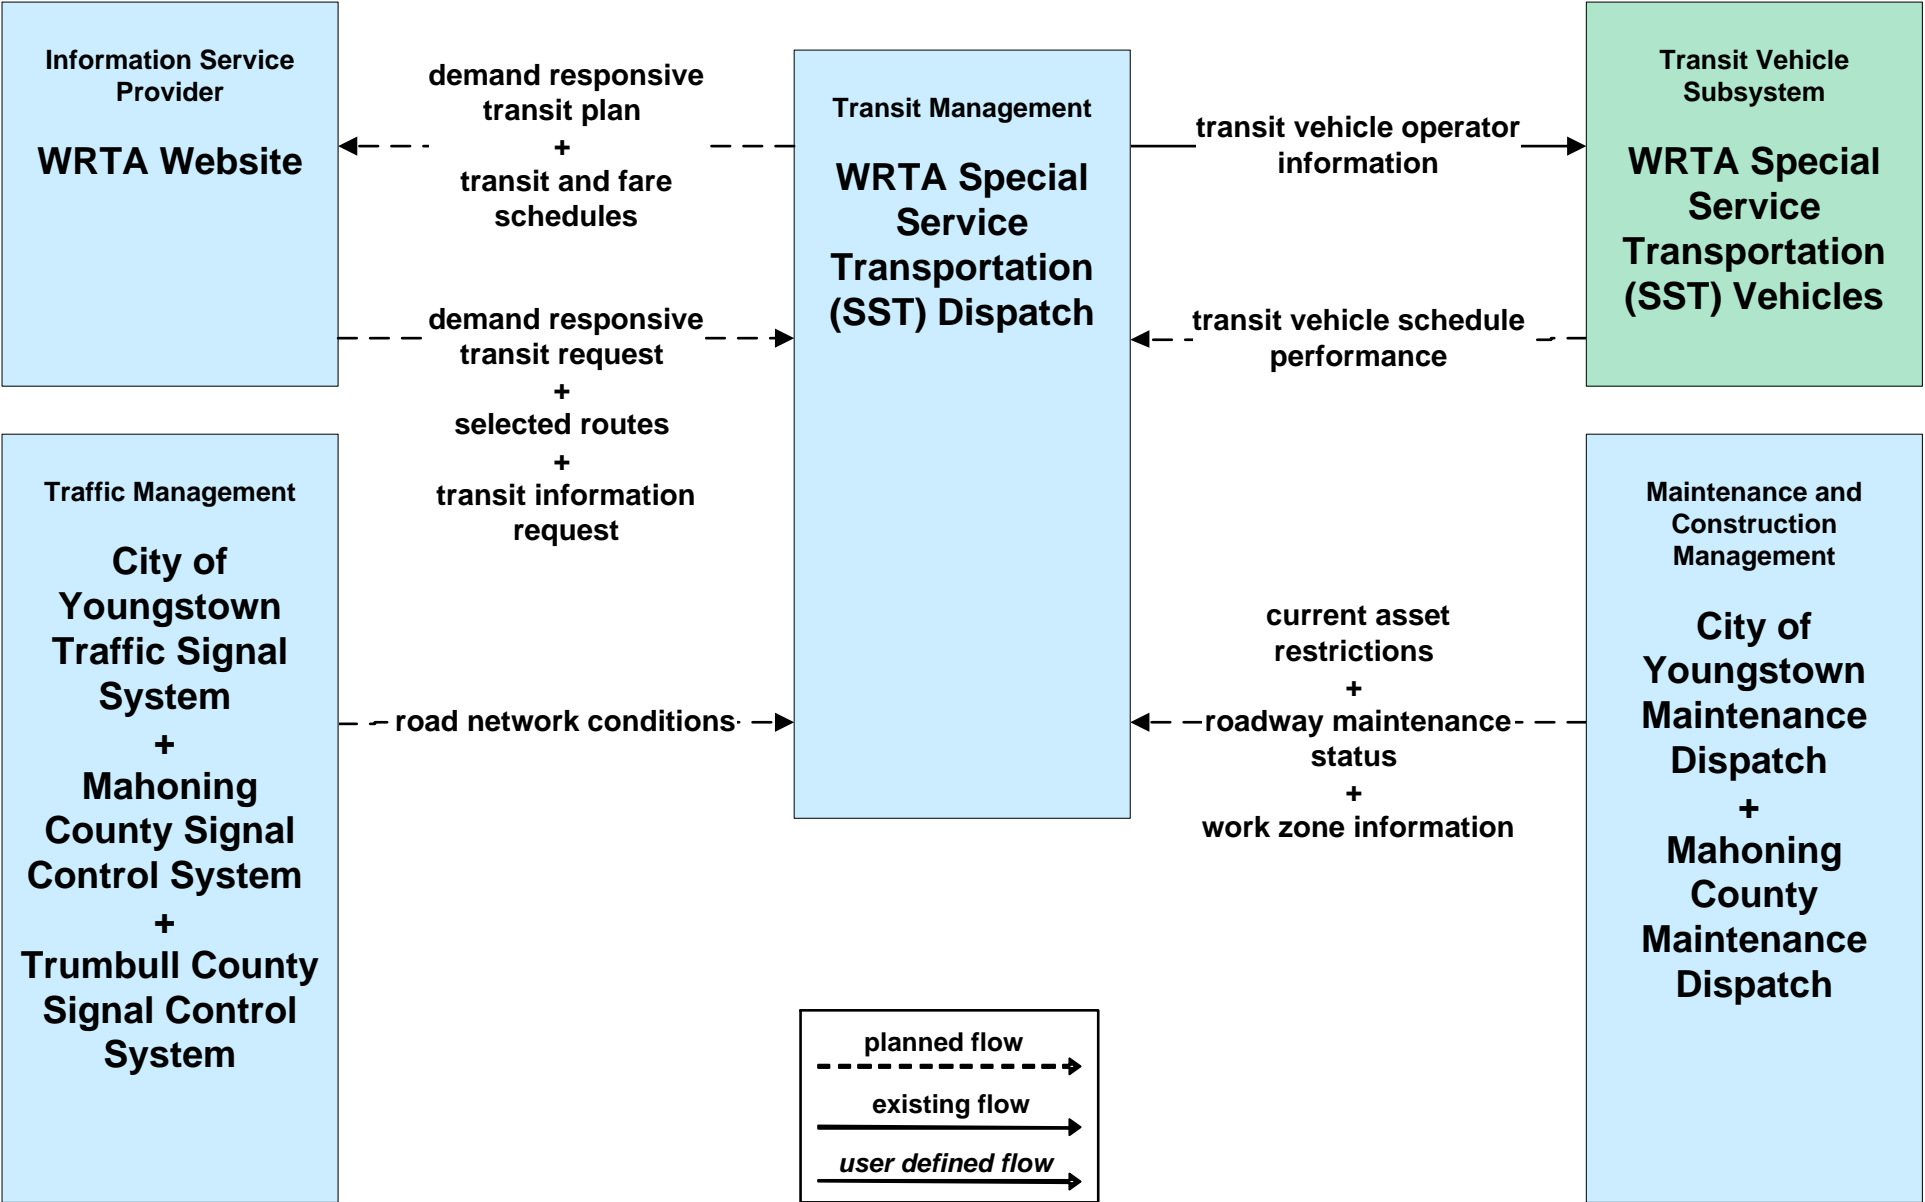 Information Service
Provider
WRTA Website
demand responsive
transit plan
+
transit and fare
schedules
demand responsive
transit request
+
selected routes
+
transit information
request
Transit Management
WRTA Special
Service
Transportation
(SST) Dispatch
transit vehicle operator
information
transit vehicle schedule
performance
Transit Vehicle
Subsystem
WRTA Special
Service
Transportation
(SST) Vehicles
Traffic Management
City of
Youngstown
Traffic Signal
System
+
Mahoning
County Signal
Control System
+
Trumbull County
Signal Control
System
road network conditions
current asset
restrictions
+
roadway maintenance
status
+
work zone information
Maintenance and
Construction
Management
City of
Youngstown
Maintenance
Dispatch
+
Mahoning
County
Maintenance
Dispatch
planned flow
existing flow
user defined flow